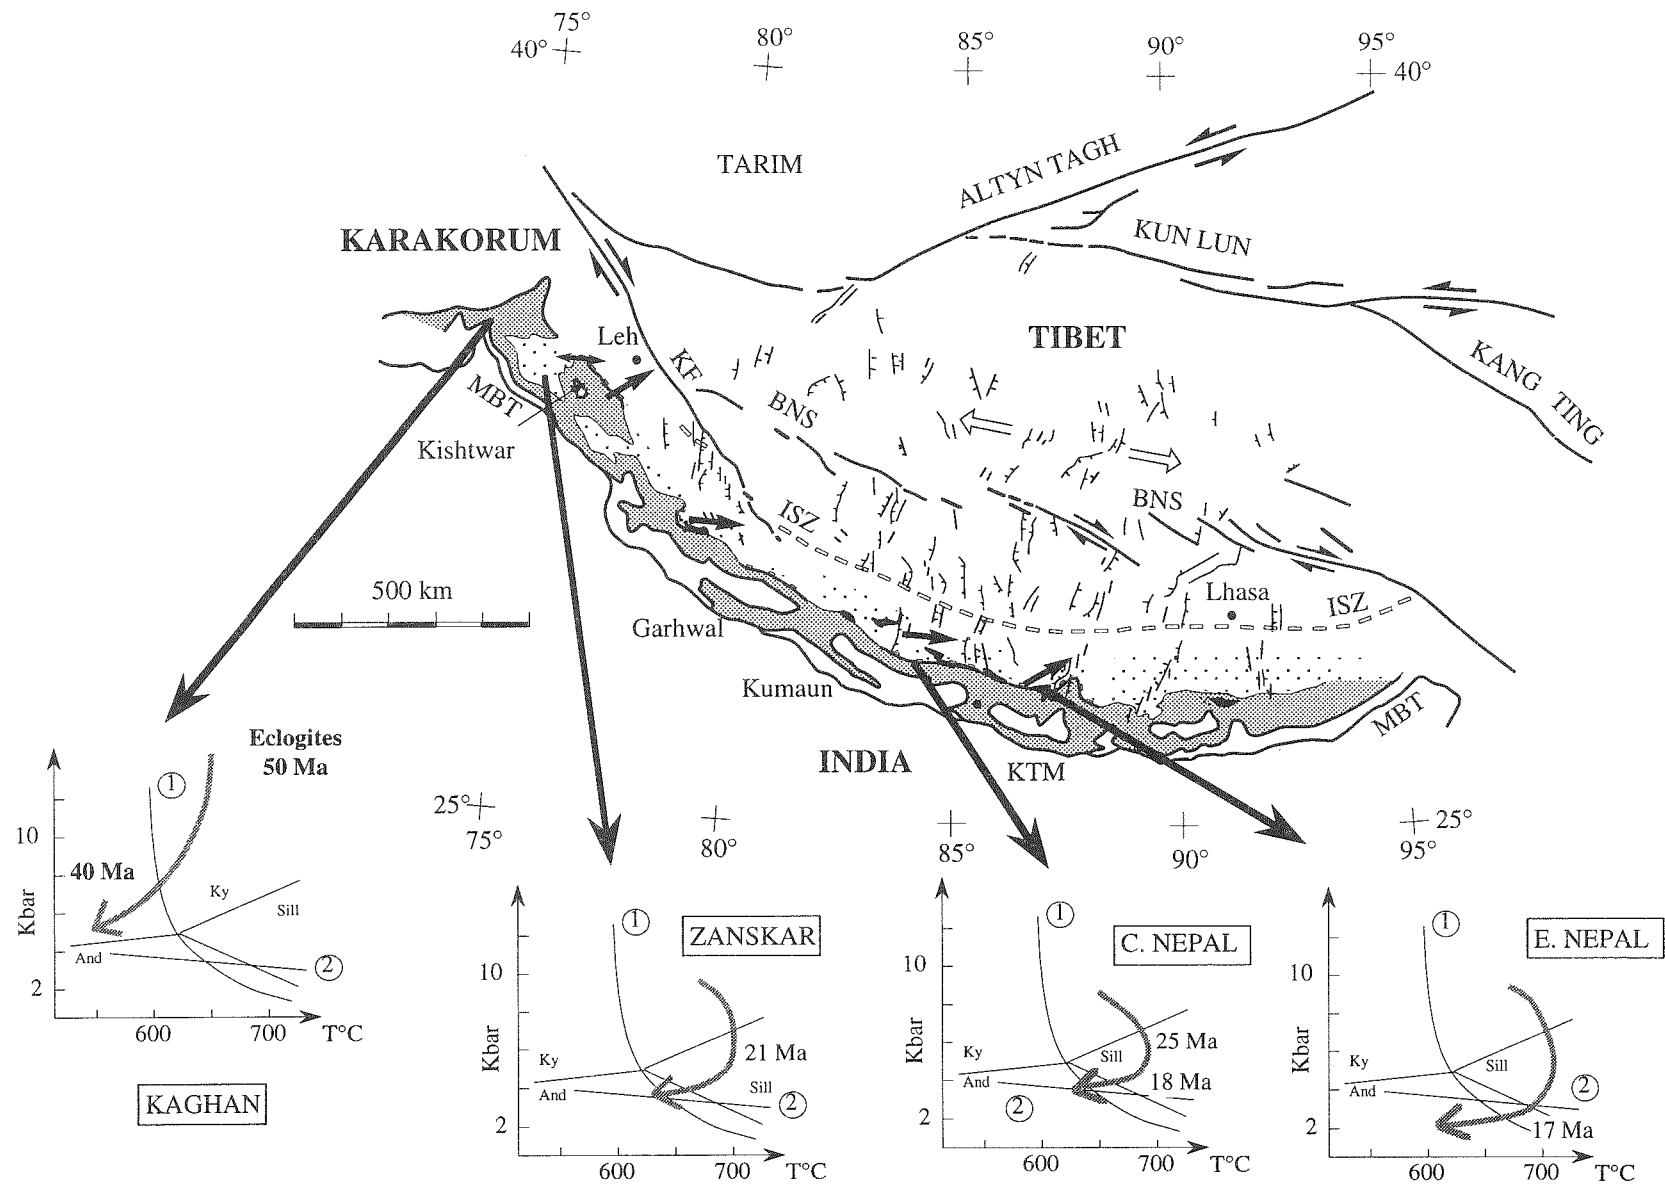 75°
80°
85°
90°
95°
40°
40°
TARIM
ALTYN TAGH
KARAKORUM
KUN LUN
Leh
TIBET
KF
KANG TING
MBT
BNS
Kishtwar
BNS
ISZ
500 km
Lhasa
ISZ
Garhwal
Kumaun
MBT
INDIA
KTM
Eclogites
50 Ma
25°
75°
80°
85°
90°
25°
95°
1
10
40 Ma
Ky
Sill
Kbar
And
2
2
600
700
T°C
KAGHAN
1
ZANSKAR
10
Kbar
21 Ma
Ky
And
Sill
2
2
600
700
T°C
1
C. NEPAL
10
Kbar
25 Ma
Ky
Sill
And
18 Ma
2
2
600
700
T°C
1
E. NEPAL
10
Kbar
Ky
Sill
And
2
2
17 Ma
600
700
T°C